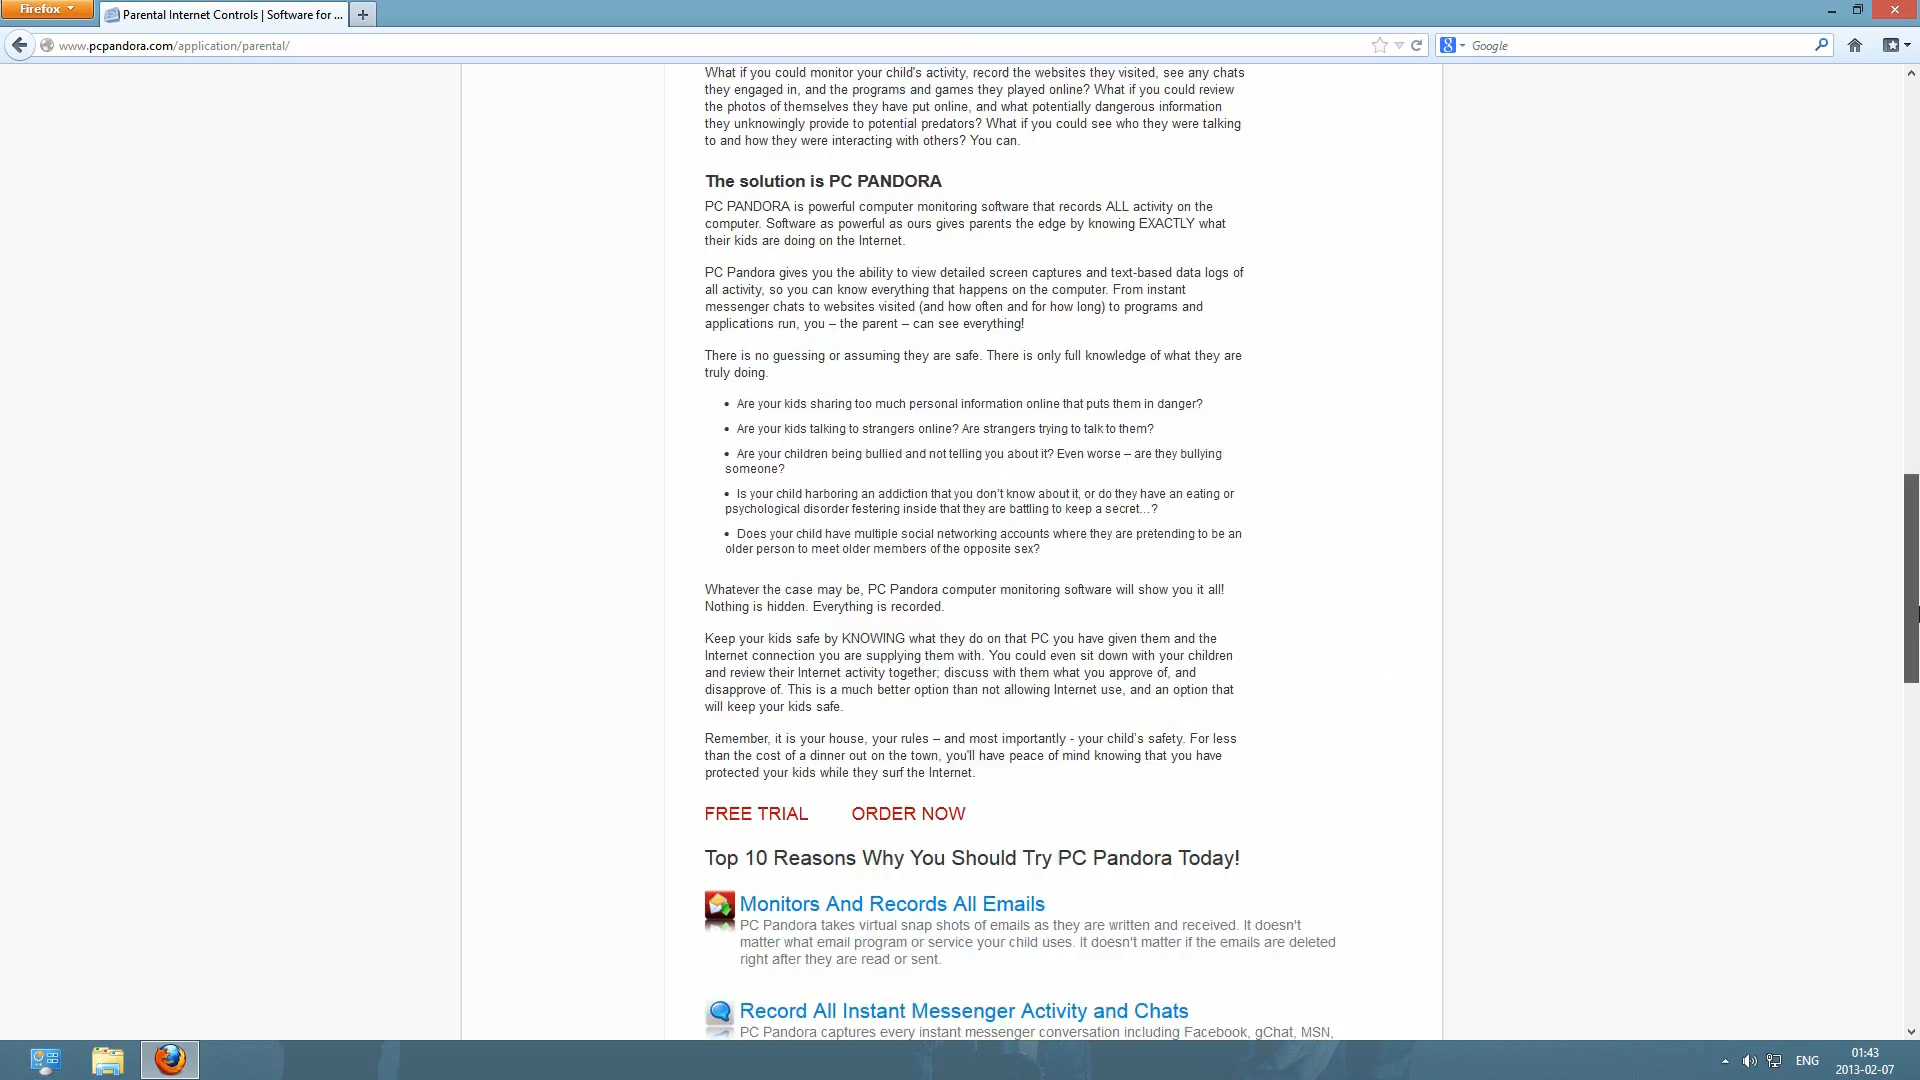 Firefox
Parental Internet Controls | Software for ...
www.pcpandora.com/application/parental/
Google
What if you could monitor your child's activity, record the websites they visited, see any chats
they engaged in, and the programs and games they played online? What if you could review
the photos of themselves they have put online, and what potentially dangerous information
they unknowingly provide to potential predators? What if you could see who they were talking
to and how they were interacting with others? You can.
The solution is PC PANDORA
PC PANDORA is powerful computer monitoring software that records ALL activity on the
computer. Software as powerful as ours gives parents the edge by knowing EXACTLY what
their kids are doing on the Internet.
PC Pandora gives you the ability to view detailed screen captures and text-based data logs of
all activity, so you can know everything that happens on the computer. From instant
messenger chats to websites visited (and how often and for how long) to programs and
applications run, you – the parent – can see everything!
There is no guessing or assuming they are safe. There is only full knowledge of what they are
truly doing.
• Are your kids sharing too much personal information online that puts them in danger?
• Are your kids talking to strangers online? Are strangers trying to talk to them?
• Are your children being bullied and not telling you about it? Even worse – are they bullying
someone?
• Is your child harboring an addiction that you don't know about it, or do they have an eating or
psychological disorder festering inside that they are battling to keep a secret…?
• Does your child have multiple social networking accounts where they are pretending to be an
older person to meet older members of the opposite sex?
Whatever the case may be, PC Pandora computer monitoring software will show you it all!
Nothing is hidden. Everything is recorded.
Keep your kids safe by KNOWING what they do on that PC you have given them and the
Internet connection you are supplying them with. You could even sit down with your children
and review their Internet activity together; discuss with them what you approve of, and
disapprove of. This is a much better option than not allowing Internet use, and an option that
will keep your kids safe.
Remember, it is your house, your rules – and most importantly - your child's safety. For less
than the cost of a dinner out on the town, you'll have peace of mind knowing that you have
protected your kids while they surf the Internet.
FREE TRIAL ORDER NOW
Top 10 Reasons Why You Should Try PC Pandora Today!
Monitors And Records All Emails
PC Pandora takes virtual snap shots of emails as they are written and received. It doesn't
matter what email program or service your child uses. It doesn't matter if the emails are deleted
right after they are read or sent.
Record All Instant Messenger Activity and Chats
PC Pandora captures every instant messenger conversation including Facebook, gChat, MSN,
ENG
01:43
2013-02-07